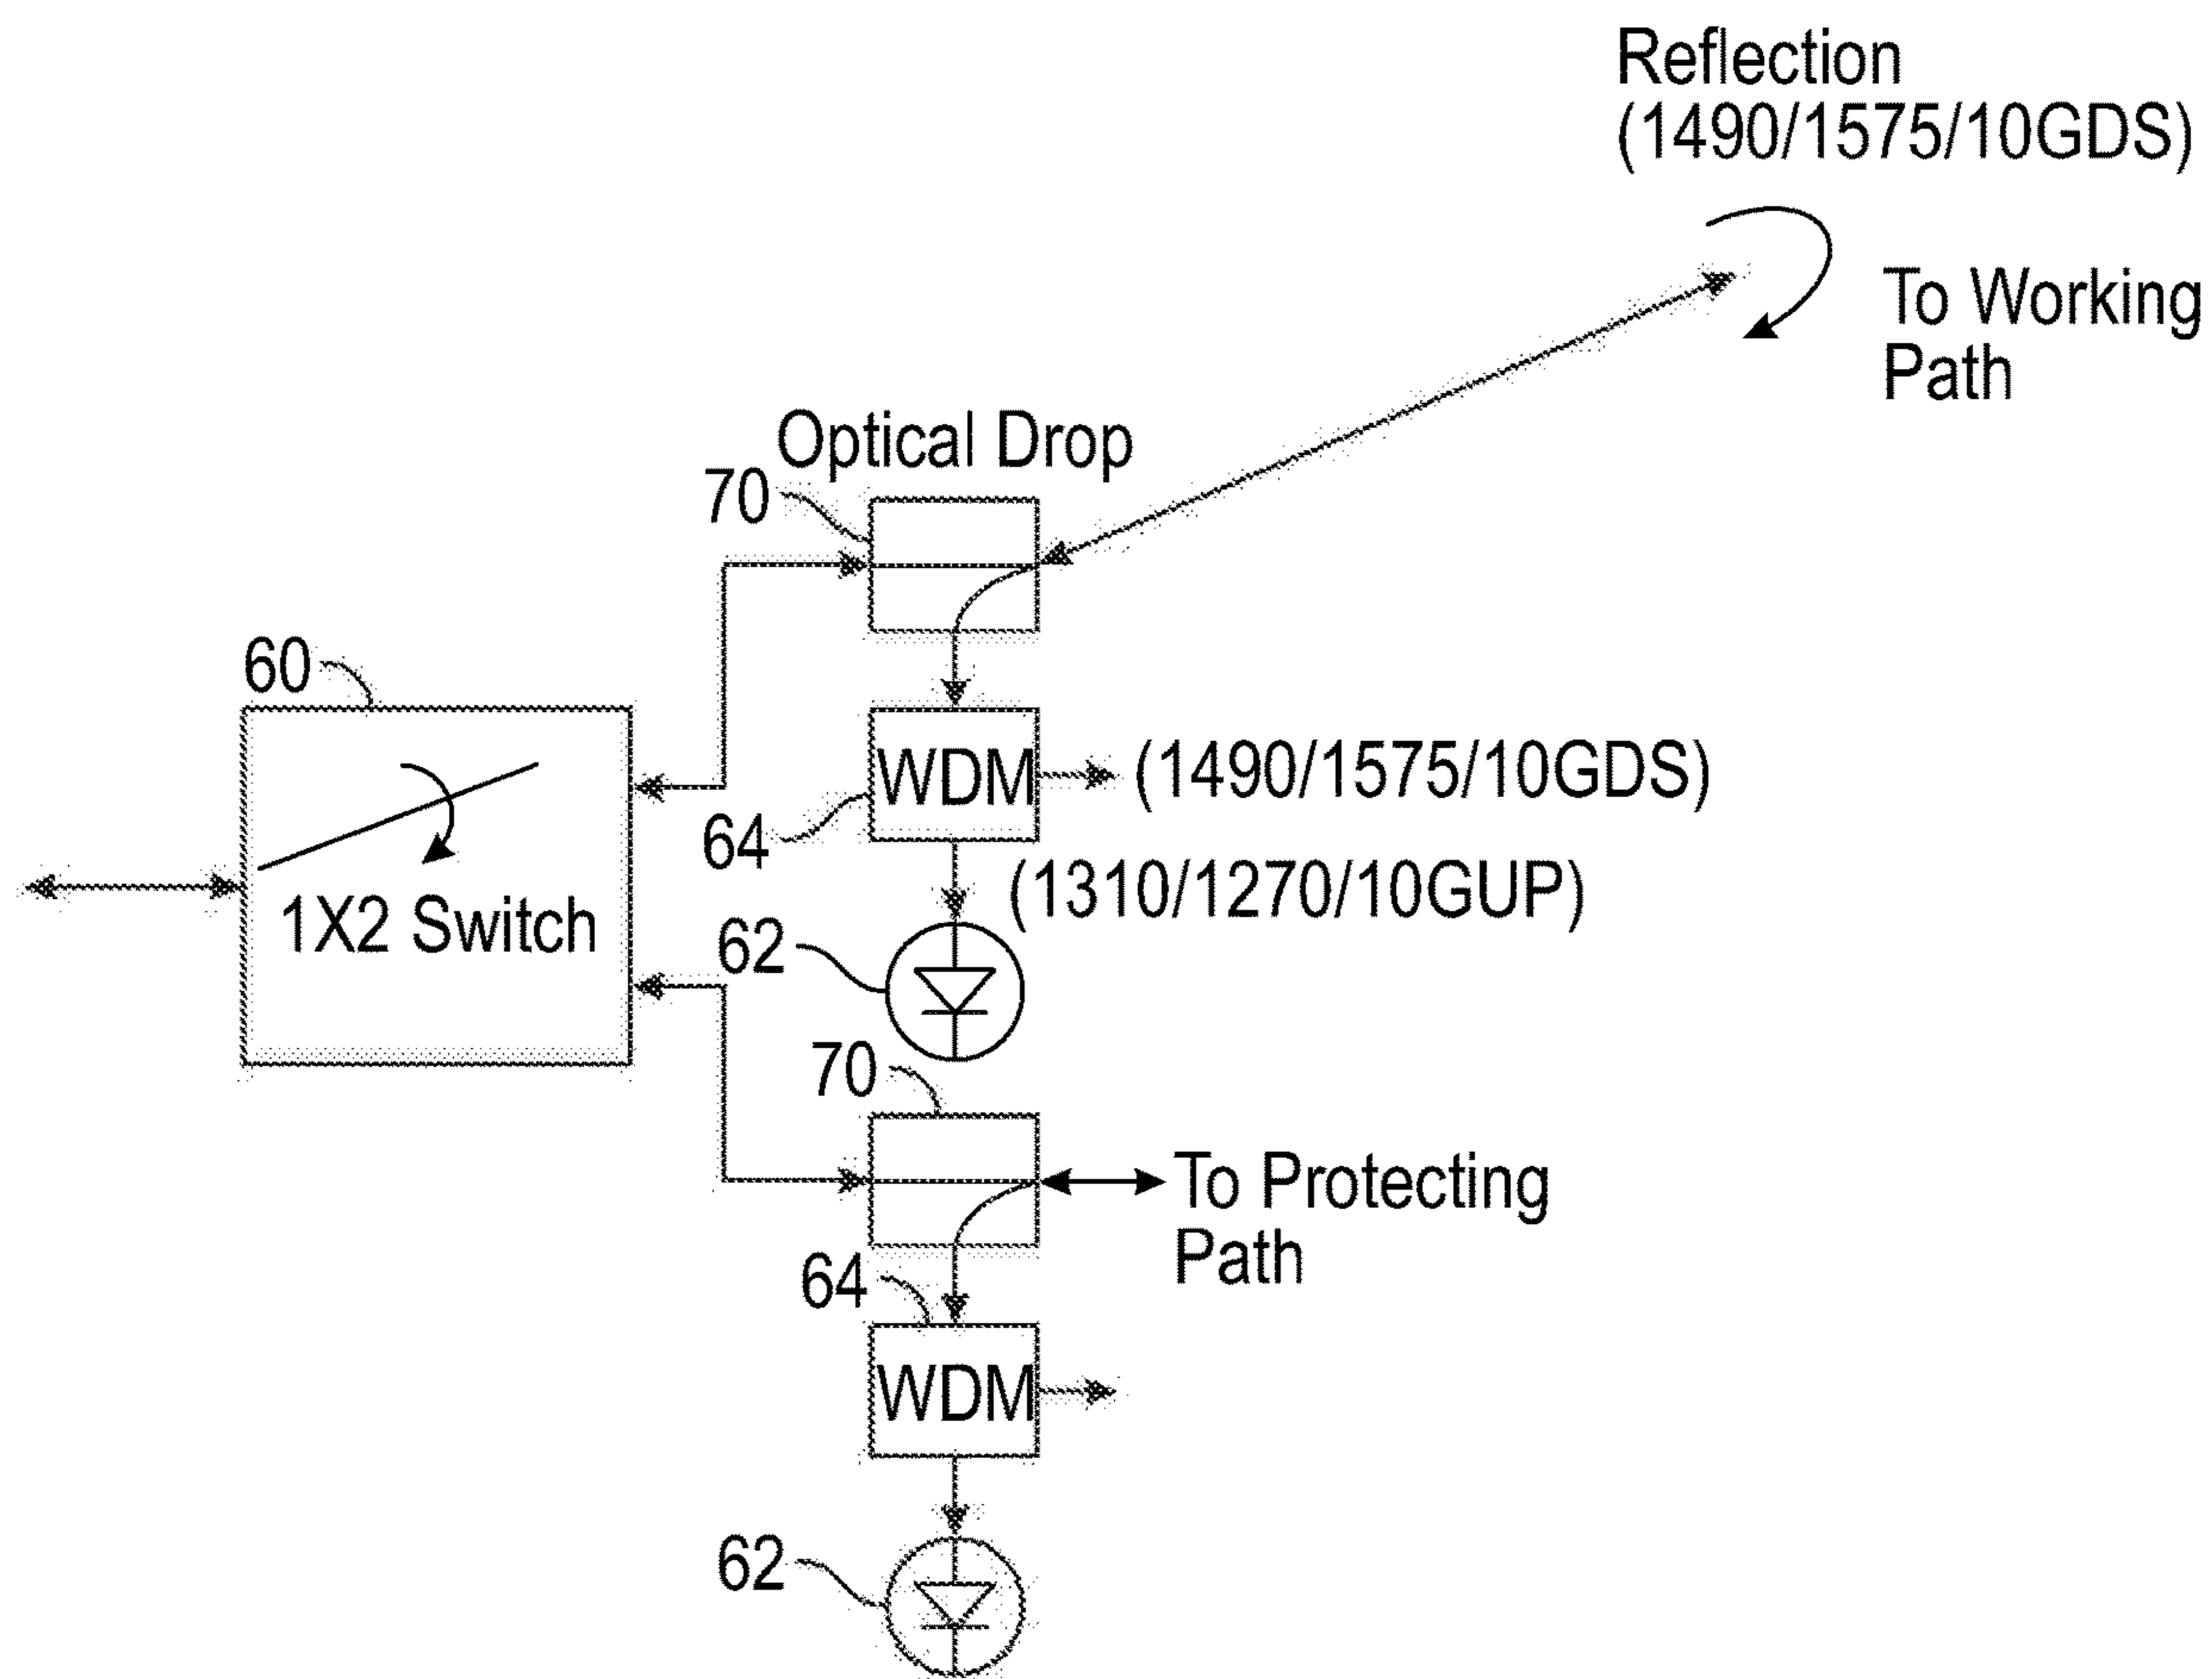 Reflection
(1490/1575/10GDS)
To Working
Path
Optical Drop
70
60
WDM
(1490/1575/10GDS)
64
(1310/1270/10GUP)
1X2 Switch
62
70
To Protecting
Path
64
WDM
62